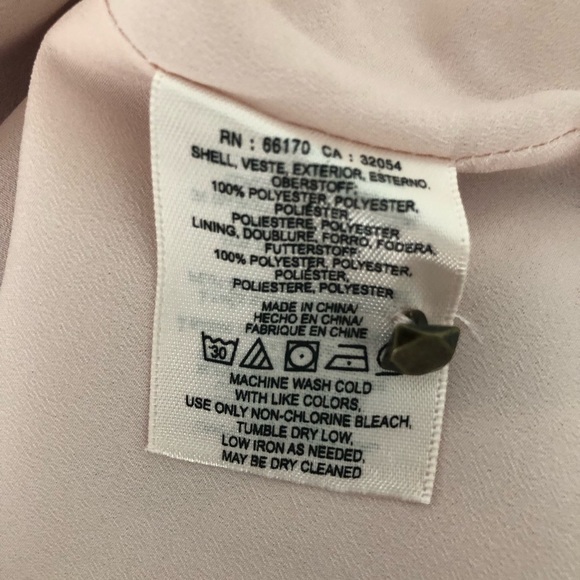 RN : 66170 CA : 32054
SHELL, VESTE, EXTERIOR, ESTERNO,
OBERSTOFF:
100% POLYESTER, POLYESTER,
POLIÉSTER,
POLIESTERE, POLYESTER
LINING, DOUBLURE, FORRO, FODERA,
FUTTERSTOFF:
100% POLYESTER, POLYESTER,
POLIÉSTER,
POLIESTERE, POLYESTER
MADE IN CHINA/
HECHO EN CHINA/
FABRIQUE EN CHINE
30
MACHINE WASH COLD
WITH LIKE COLORS,
USE ONLY NON-CHLORINE BLEACH,
TUMBLE DRY LOW,
LOW IRON AS NEEDED,
MAY BE DRY CLEANED